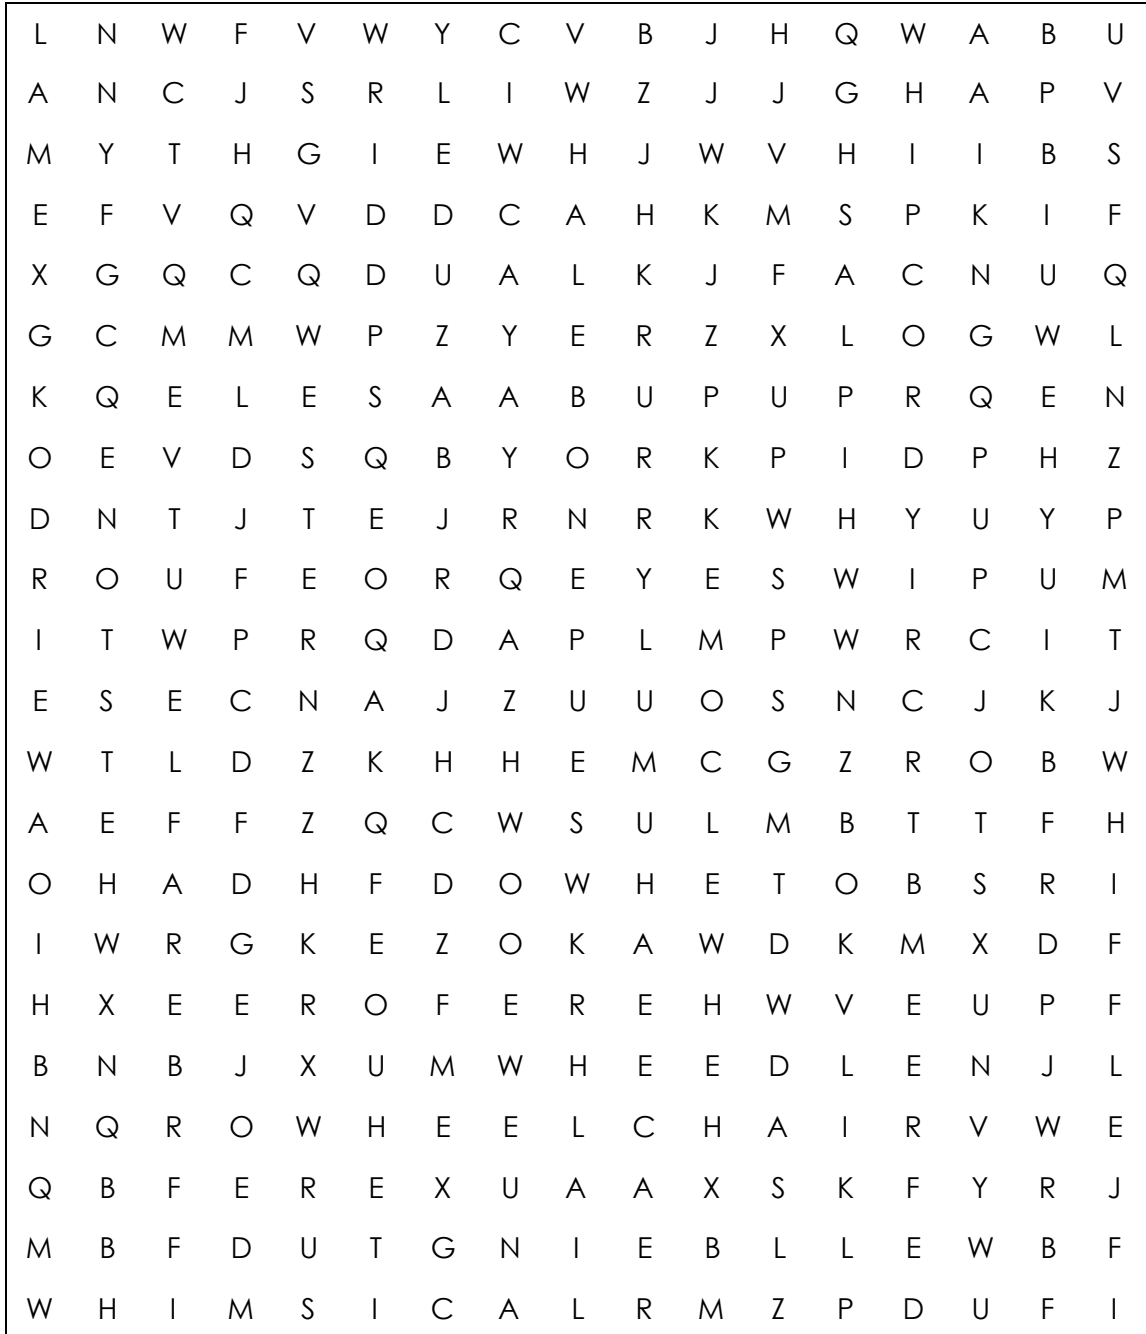 L N W F V W Y C V B J H Q W A B U
A N C J S R L I W Z J J G H A P V
M Y T H G I E W H J W V H I I B S
E F V Q V D D C A H K M S P K I F
X G Q C Q D U A L K J F A C N U Q
G C M M W P Z Y E R Z X L O G W L
K Q E L E S A A B U P U P R Q E N
O E V D S Q B Y O R K P I D P H Z
D N T J T E J R N R K W H Y U Y P
R O U F E O R Q E Y E S W I P U M
I T W P R Q D A P L M P W R C I T
E S E C N A J Z U U O S N C J K J
W T L D Z K H H E M C G Z R O B W
A E F F Z Q C W S U L M B T T F H
O H A D H F D O W H E T O B S R I
I W R G K E Z O K A W D K M X D F
H X E E R O F E R E H W V E U P F
B N B J X U M W H E E D L E N J L
N Q R O W H E E L C H A I R V W E
Q B F E R E X U A A X S K F Y R J
M B F D U T G N I E B L L E W B F
W H I M S I C A L R M Z P D U F I